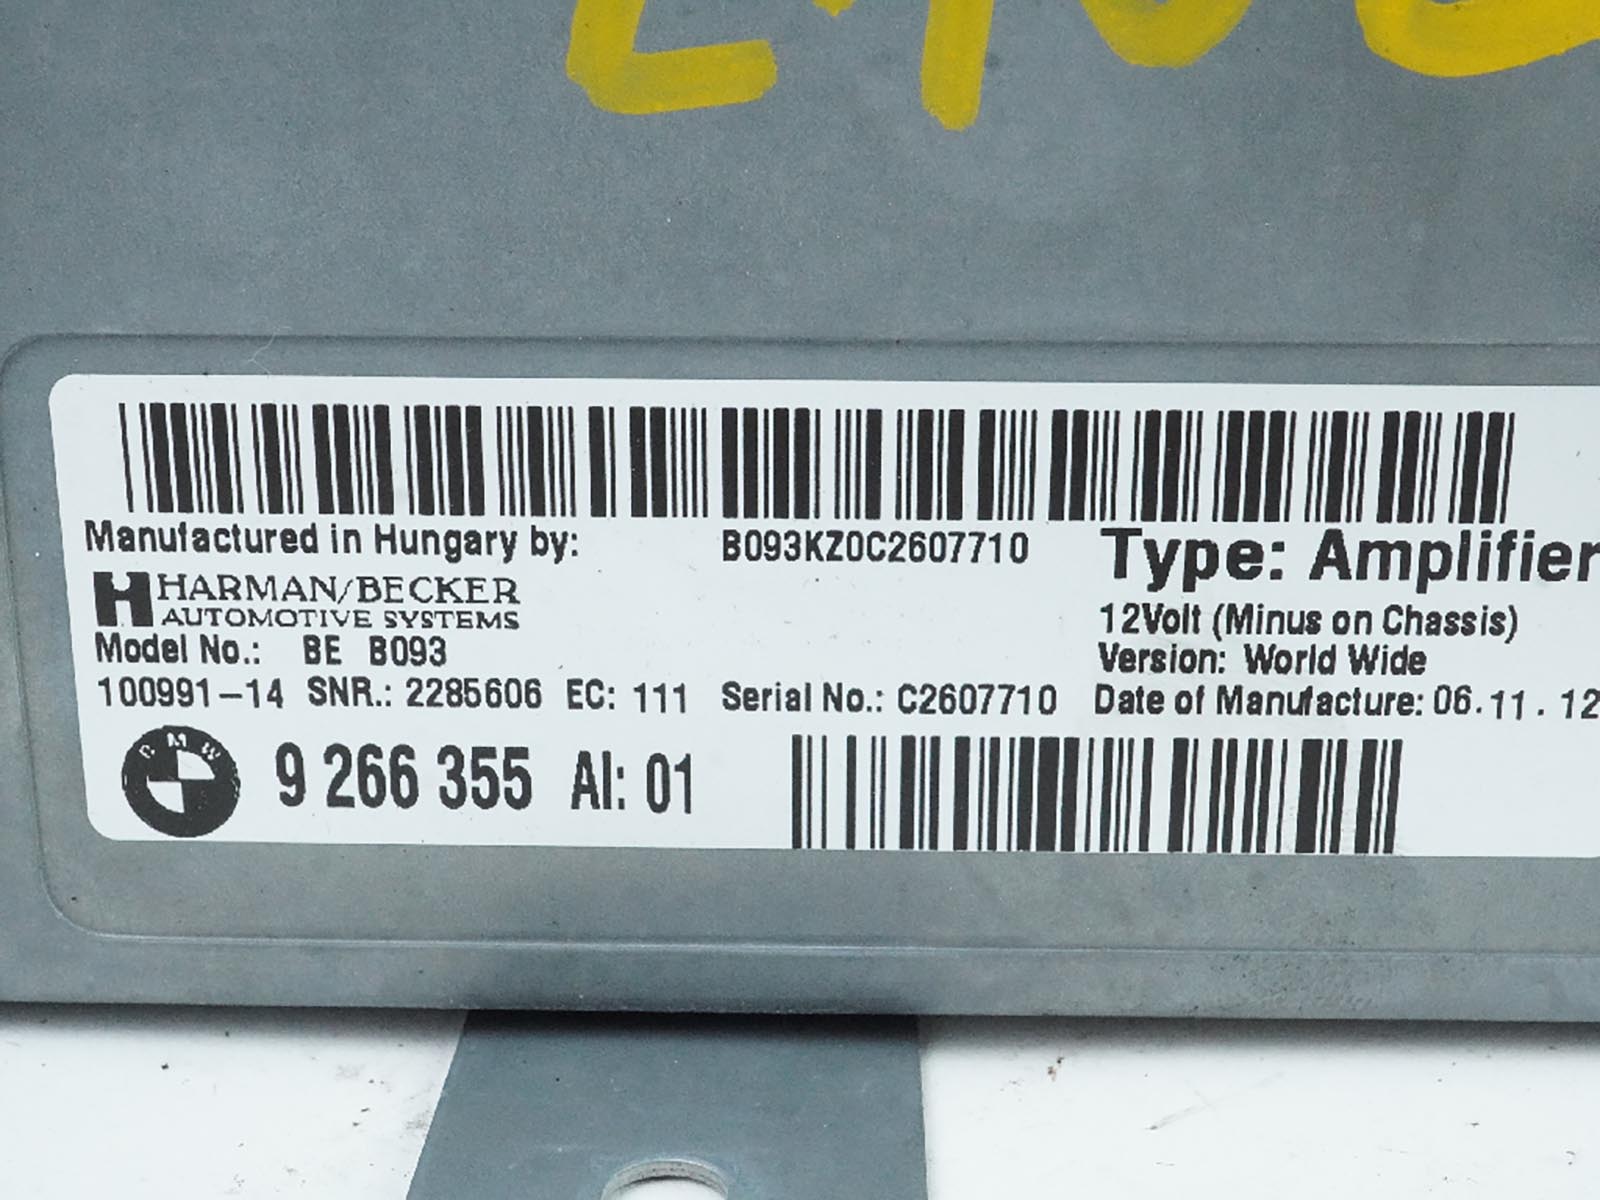 Manufactured in Hungary by:
B093KZ0C2607710
Type: Amplifier
HARMAN/BECKER
AUTOMOTIVE SYSTEMS
12Volt (Minus on Chassis)
Model No.: BE B093
Version: World Wide
100991-14 SNR.: 2285606 EC: 111 Serial No.: C2607710 Date of Manufacture: 06.11.12
BMW
9 266 355 AI: 01